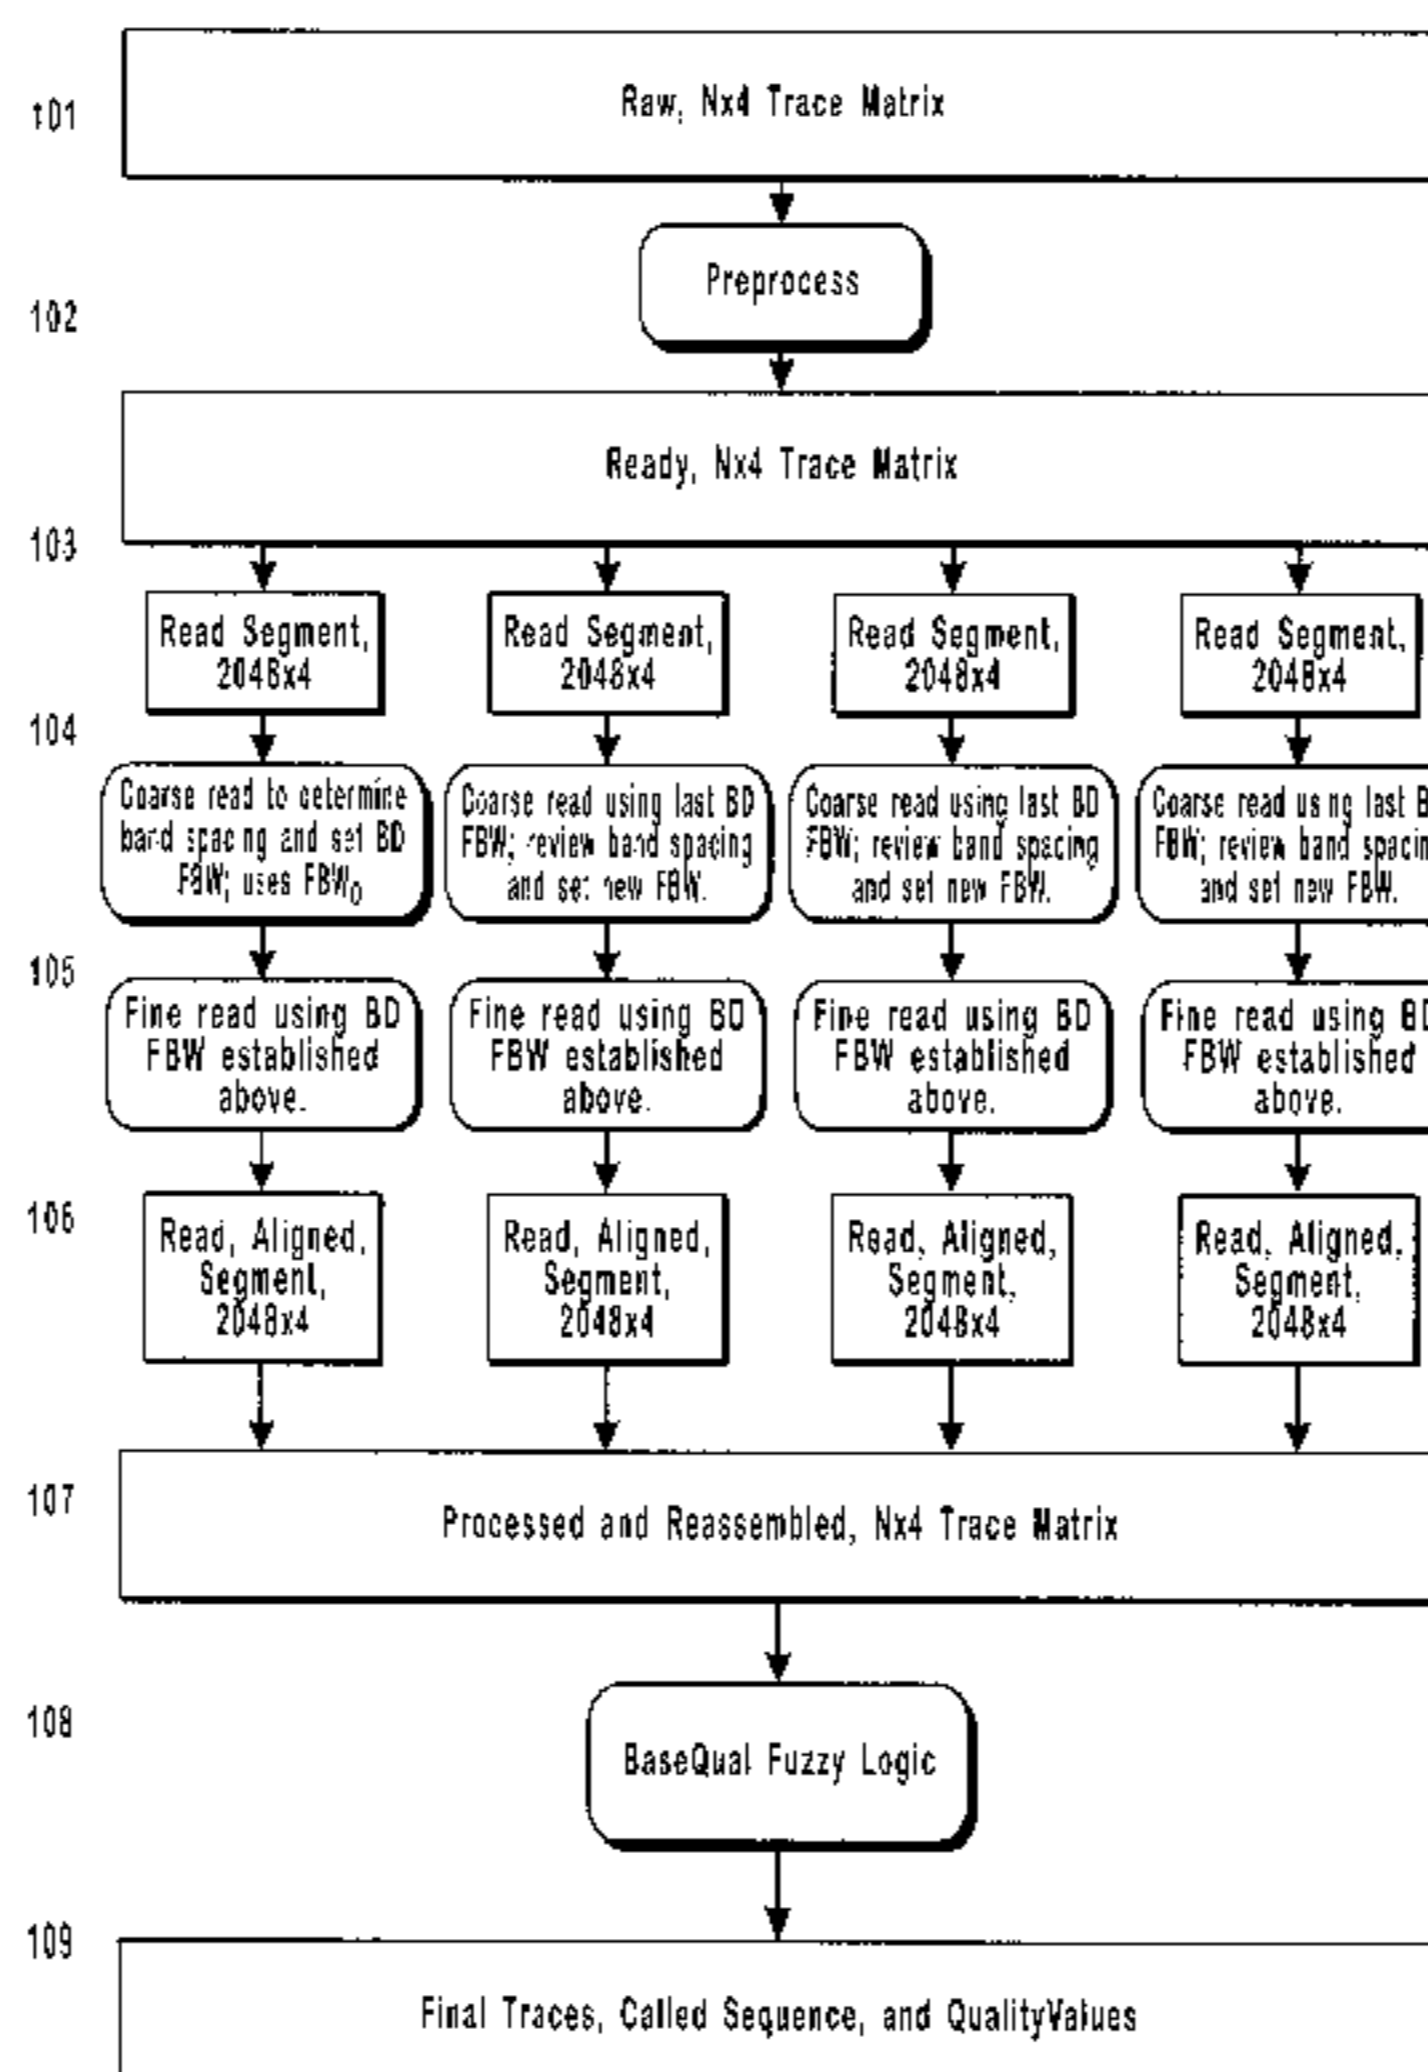 101
Raw, Nx4 Trace Matrix
Preprocess
102
Ready, Nx4 Trace Matrix
103
Read Segment,
2048x4
Read Segment,
2048x4
Read Segment,
2048x4
Read Segment,
2048x4
104
Coarse read to determine
band spacing and set BD
FBW; uses FBW0
Coarse read using last BD
FBW; review band spacing
and set new FBW.
Coarse read using last BD
FBW; review band spacing
and set new FBW.
Coarse read using last B
FBW; review band spacin
and set new FBW.
105
Fine read using BD
FBW established
above.
Fine read using BD
FBW established
above.
Fine read using BD
FBW established
above.
Fine read using BD
FBW established
above.
106
Read, Aligned,
Segment,
2048x4
Read, Aligned,
Segment,
2048x4
Read, Aligned,
Segment,
2048x4
Read, Aligned,
Segment,
2048x4
107
Processed and Reassembled, Nx4 Trace Matrix
108
BaseQual Fuzzy Logic
109
Final Traces, Called Sequence, and QualityValues